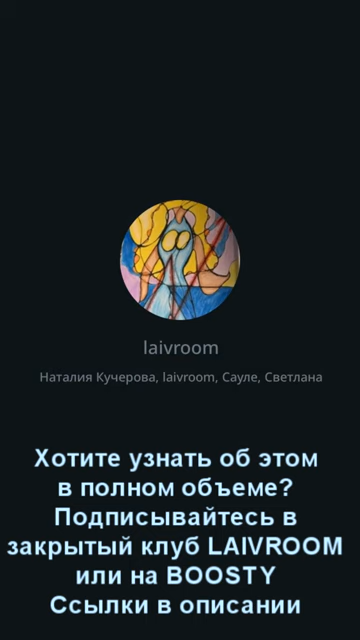 laivroom
Наталия Кучерова, laivroom, Сауле, Светлана
Хотите узнать об этом
в полном объеме?
Подписывайтесь в
закрытый клуб LAIVROOM
или на BOOSTY
Ссылки в описании